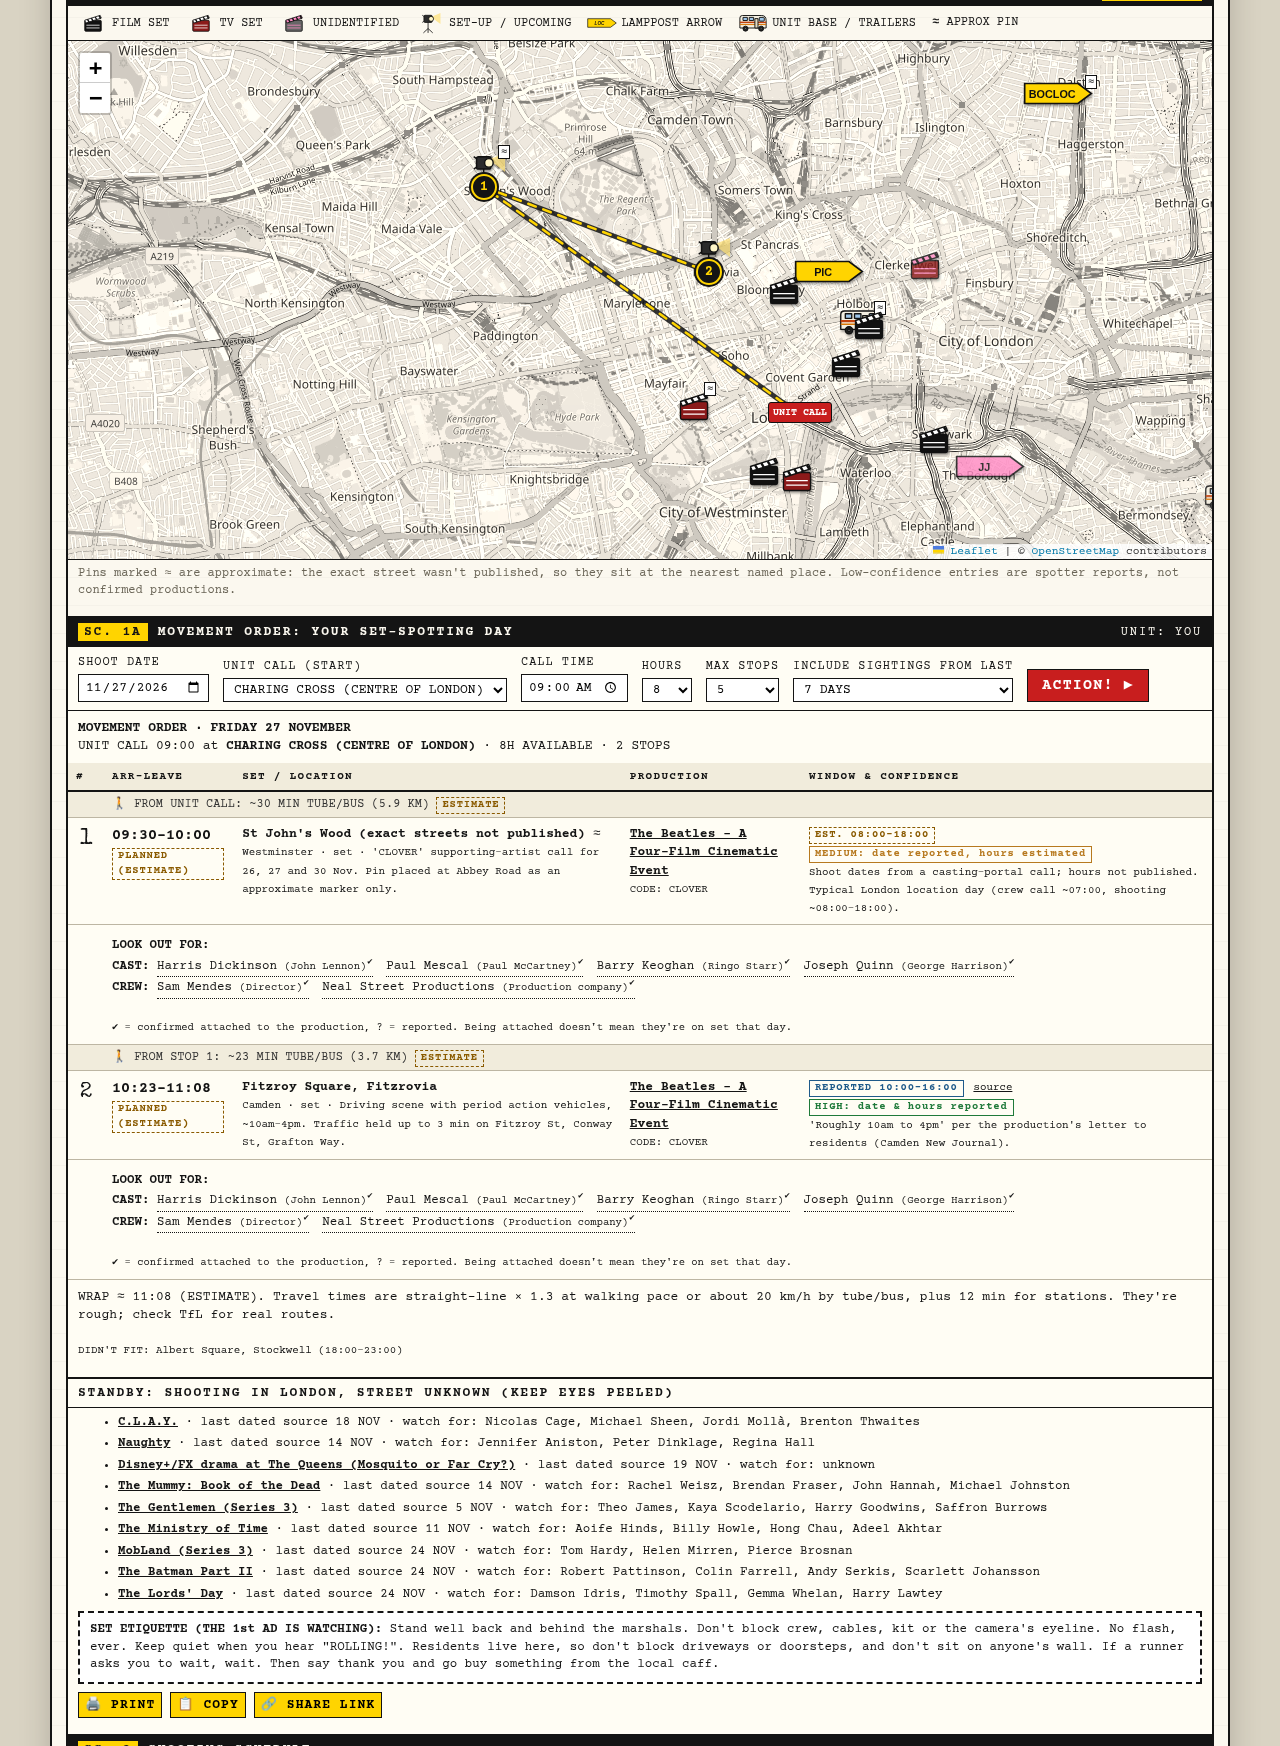 FILM SET TV SET UNIDENTIFIED SET-UP / UPCOMING LOC LAMPPOST ARROW UNIT BASE / TRAILERS ≈ APPROX PIN
+
−
Willesden
Belsize Park
Highbury
South Hampstead
Brondesbury
Chalk Farm
BOCLOC
≈
Camden Town
Barnsbury
Islington
Primrose
Hill
64 m
Queen's Park
Haggerston
Harvist Road
Kilburn Lane
≈
1
Somers Town
Hoxton
The Regent's
Park
Maida Hill
King's Cross
Kensal Town
Maida Vale
Shoreditch
St Pancras
A219
2
PIC
Finsbury
Wormwood
Scrubs
Westway
North Kensington
Westway
Marylebone
≈
Whitechapel
Paddington
City of London
Westway
Westway
Soho
Bayswater
Covent Garden
Notting Hill
Mayfair
≈
West Cross Route
Kensington
Gardens
Hyde Park
Strand
UNIT CALL
A4020
Shepherd's
Bush
Wapping
River Thames
JJ
The Borough
B408
Knightsbridge
Waterloo
Kensington
City of Westminster
Bermondsey
Brook Green
South Kensington
Lambeth
Elephant and
Castle
Millbank
Leaflet | © OpenStreetMap contributors
Pins marked ≈ are approximate: the exact street wasn't published, so they sit at the nearest named place. Low-confidence entries are spotter reports, not
confirmed productions.
SC. 1A MOVEMENT ORDER: YOUR SET-SPOTTING DAY UNIT: YOU
SHOOT DATE UNIT CALL (START) CALL TIME HOURS MAX STOPS INCLUDE SIGHTINGS FROM LAST
11/27/2026 CHARING CROSS (CENTRE OF LONDON) 09:00 AM 8 5 7 DAYS ACTION! ►
MOVEMENT ORDER · FRIDAY 27 NOVEMBER
UNIT CALL 09:00 at CHARING CROSS (CENTRE OF LONDON) · 8H AVAILABLE · 2 STOPS
# ARR-LEAVE SET / LOCATION PRODUCTION WINDOW & CONFIDENCE
FROM UNIT CALL: ~30 MIN TUBE/BUS (5.9 KM) ESTIMATE
1 09:30–10:00
PLANNED
(ESTIMATE)
St John's Wood (exact streets not published) ≈
Westminster · set · 'CLOVER' supporting-artist call for
26, 27 and 30 Nov. Pin placed at Abbey Road as an
approximate marker only.
The Beatles – A
Four-Film Cinematic
Event
CODE: CLOVER
EST. 08:00–18:00
MEDIUM: date reported, hours estimated
Shoot dates from a casting-portal call; hours not published.
Typical London location day (crew call ~07:00, shooting
~08:00–18:00).
LOOK OUT FOR:
CAST: Harris Dickinson (John Lennon)✔ Paul Mescal (Paul McCartney)✔ Barry Keoghan (Ringo Starr)✔ Joseph Quinn (George Harrison)✔
CREW: Sam Mendes (Director)✔ Neal Street Productions (Production company)✔
✔ = confirmed attached to the production, ? = reported. Being attached doesn't mean they're on set that day.
FROM STOP 1: ~23 MIN TUBE/BUS (3.7 KM) ESTIMATE
2 10:23–11:08
PLANNED
(ESTIMATE)
Fitzroy Square, Fitzrovia
Camden · set · Driving scene with period action vehicles,
~10am-4pm. Traffic held up to 3 min on Fitzroy St, Conway
St, Grafton Way.
The Beatles – A
Four-Film Cinematic
Event
CODE: CLOVER
REPORTED 10:00–16:00 source
HIGH: date & hours reported
'Roughly 10am to 4pm' per the production's letter to
residents (Camden New Journal).
LOOK OUT FOR:
CAST: Harris Dickinson (John Lennon)✔ Paul Mescal (Paul McCartney)✔ Barry Keoghan (Ringo Starr)✔ Joseph Quinn (George Harrison)✔
CREW: Sam Mendes (Director)✔ Neal Street Productions (Production company)✔
✔ = confirmed attached to the production, ? = reported. Being attached doesn't mean they're on set that day.
WRAP ≈ 11:08 (ESTIMATE). Travel times are straight-line × 1.3 at walking pace or about 20 km/h by tube/bus, plus 12 min for stations. They're
rough; check TfL for real routes.
DIDN'T FIT: Albert Square, Stockwell (18:00–23:00)
STANDBY: SHOOTING IN LONDON, STREET UNKNOWN (KEEP EYES PEELED)
• C.L.A.Y. · last dated source 18 NOV · watch for: Nicolas Cage, Michael Sheen, Jordi Mollà, Brenton Thwaites
• Naughty · last dated source 14 NOV · watch for: Jennifer Aniston, Peter Dinklage, Regina Hall
• Disney+/FX drama at The Queens (Mosquito or Far Cry?) · last dated source 19 NOV · watch for: unknown
• The Mummy: Book of the Dead · last dated source 14 NOV · watch for: Rachel Weisz, Brendan Fraser, John Hannah, Michael Johnston
• The Gentlemen (Series 3) · last dated source 5 NOV · watch for: Theo James, Kaya Scodelario, Harry Goodwins, Saffron Burrows
• The Ministry of Time · last dated source 11 NOV · watch for: Aoife Hinds, Billy Howle, Hong Chau, Adeel Akhtar
• MobLand (Series 3) · last dated source 24 NOV · watch for: Tom Hardy, Helen Mirren, Pierce Brosnan
• The Batman Part II · last dated source 24 NOV · watch for: Robert Pattinson, Colin Farrell, Andy Serkis, Scarlett Johansson
• The Lords' Day · last dated source 24 NOV · watch for: Damson Idris, Timothy Spall, Gemma Whelan, Harry Lawtey
SET ETIQUETTE (THE 1st AD IS WATCHING): Stand well back and behind the marshals. Don't block crew, cables, kit or the camera's eyeline. No flash,
ever. Keep quiet when you hear "ROLLING!". Residents live here, so don't block driveways or doorsteps, and don't sit on anyone's wall. If a runner
asks you to wait, wait. Then say thank you and go buy something from the local caff.
PRINT COPY SHARE LINK